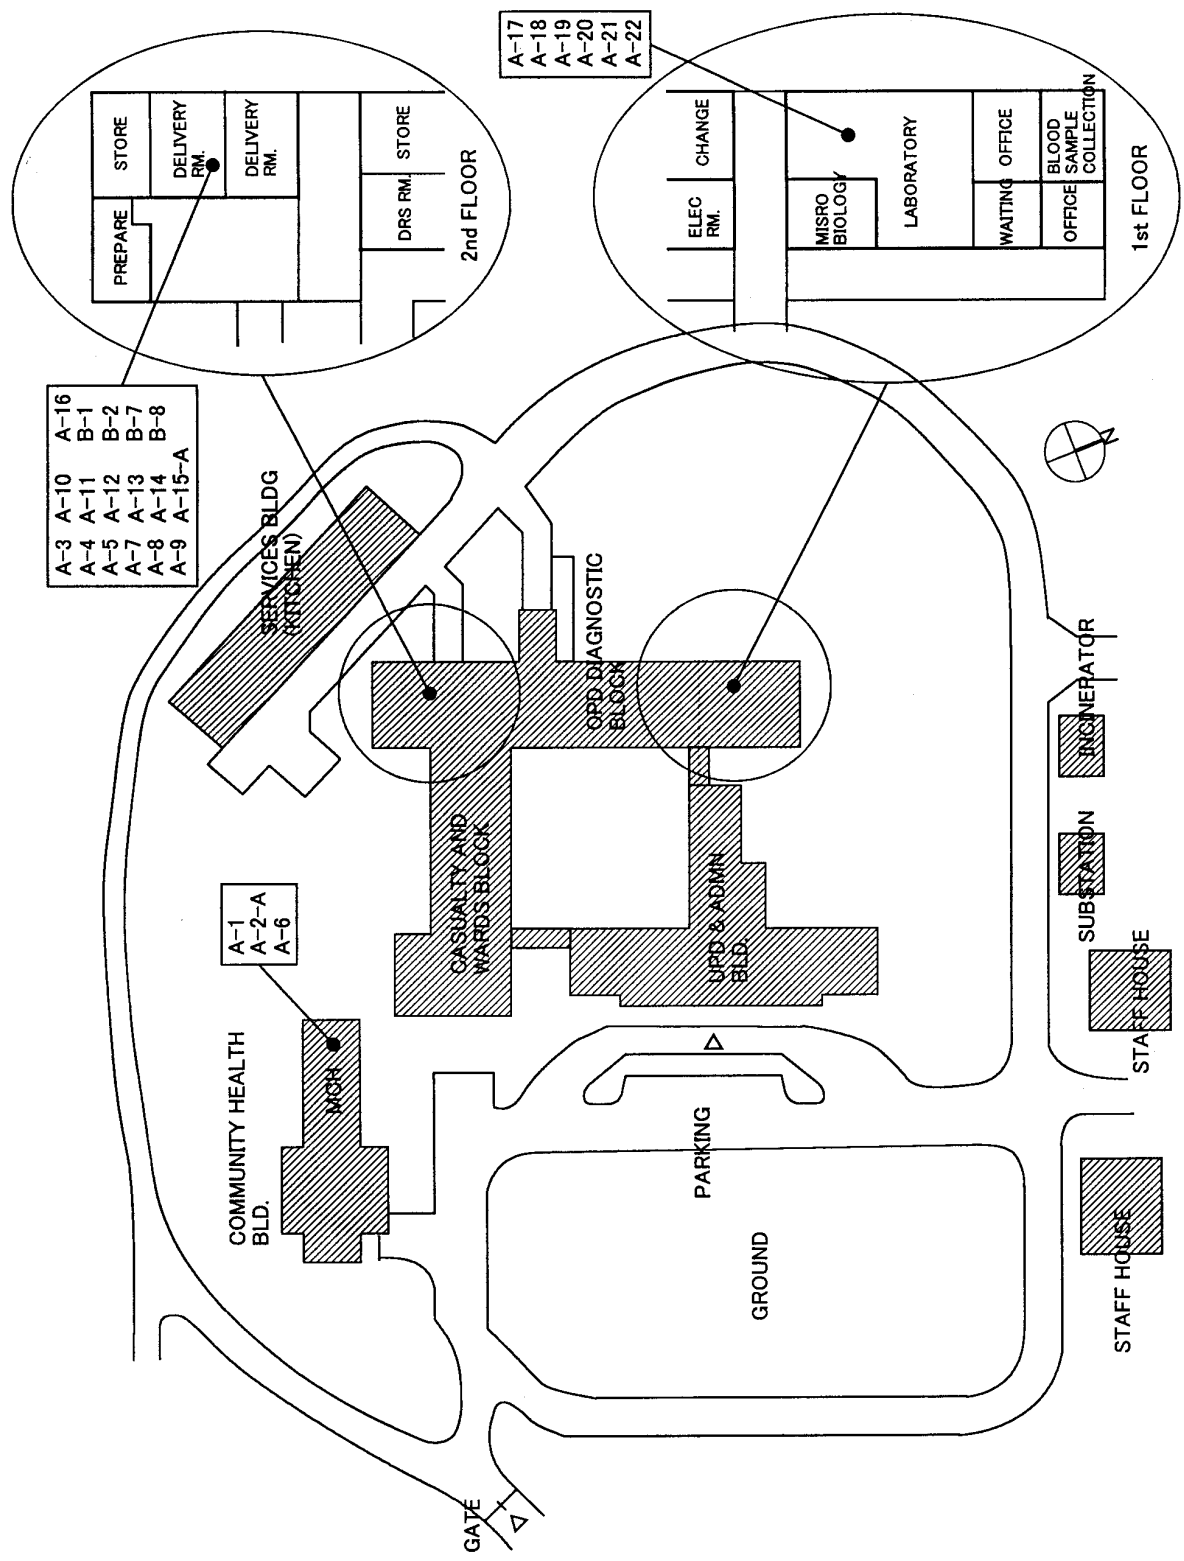 A-17
A-18
A-19
A-20
A-21
A-22
STORE
DELIVERY
RM.
DELIVERY
RM.
PREPARE
DRS RM.
STORE
2nd FLOOR
CHANGE
ELEC
RM.
MISRO
BIOLOGY
LABORATORY
OFFICE
WAITING
BLOOD
SAMPLE
COLLECTION
OFFICE
1st FLOOR
A-3 A-10 A-16
A-4 A-11 B-1
A-5 A-12 B-2
A-7 A-13 B-7
A-8 A-14 B-8
A-9 A-15-A
SERVICES BLDG
(KITCHEN)
OPD DIAGNOSTIC
BLOCK
CASUALTY AND
WARDS BLOCK
UPD & ADMN
BLD.
INCINERATOR
SUBSTATION
STAFF HOUSE
STAFF HOUSE
A-1
A-2-A
A-6
COMMUNITY HEALTH
BLD.
MCH
PARKING
GROUND
GATE
N